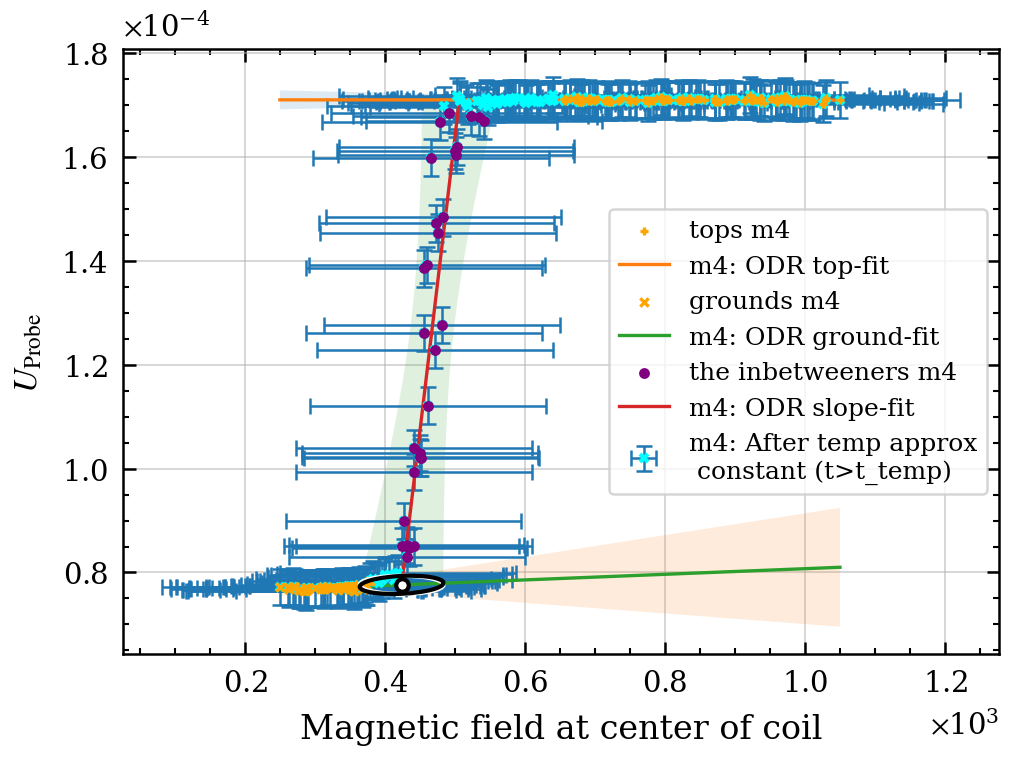 ×10⁻⁴
1.8
1.6
1.4
1.2
1.0
0.8
U_Probe
tops m4
m4: ODR top-fit
grounds m4
m4: ODR ground-fit
the inbetweeners m4
m4: ODR slope-fit
m4: After temp approx
constant (t>t_temp)
0.2 0.4 0.6 0.8 1.0 1.2
×10³
Magnetic field at center of coil